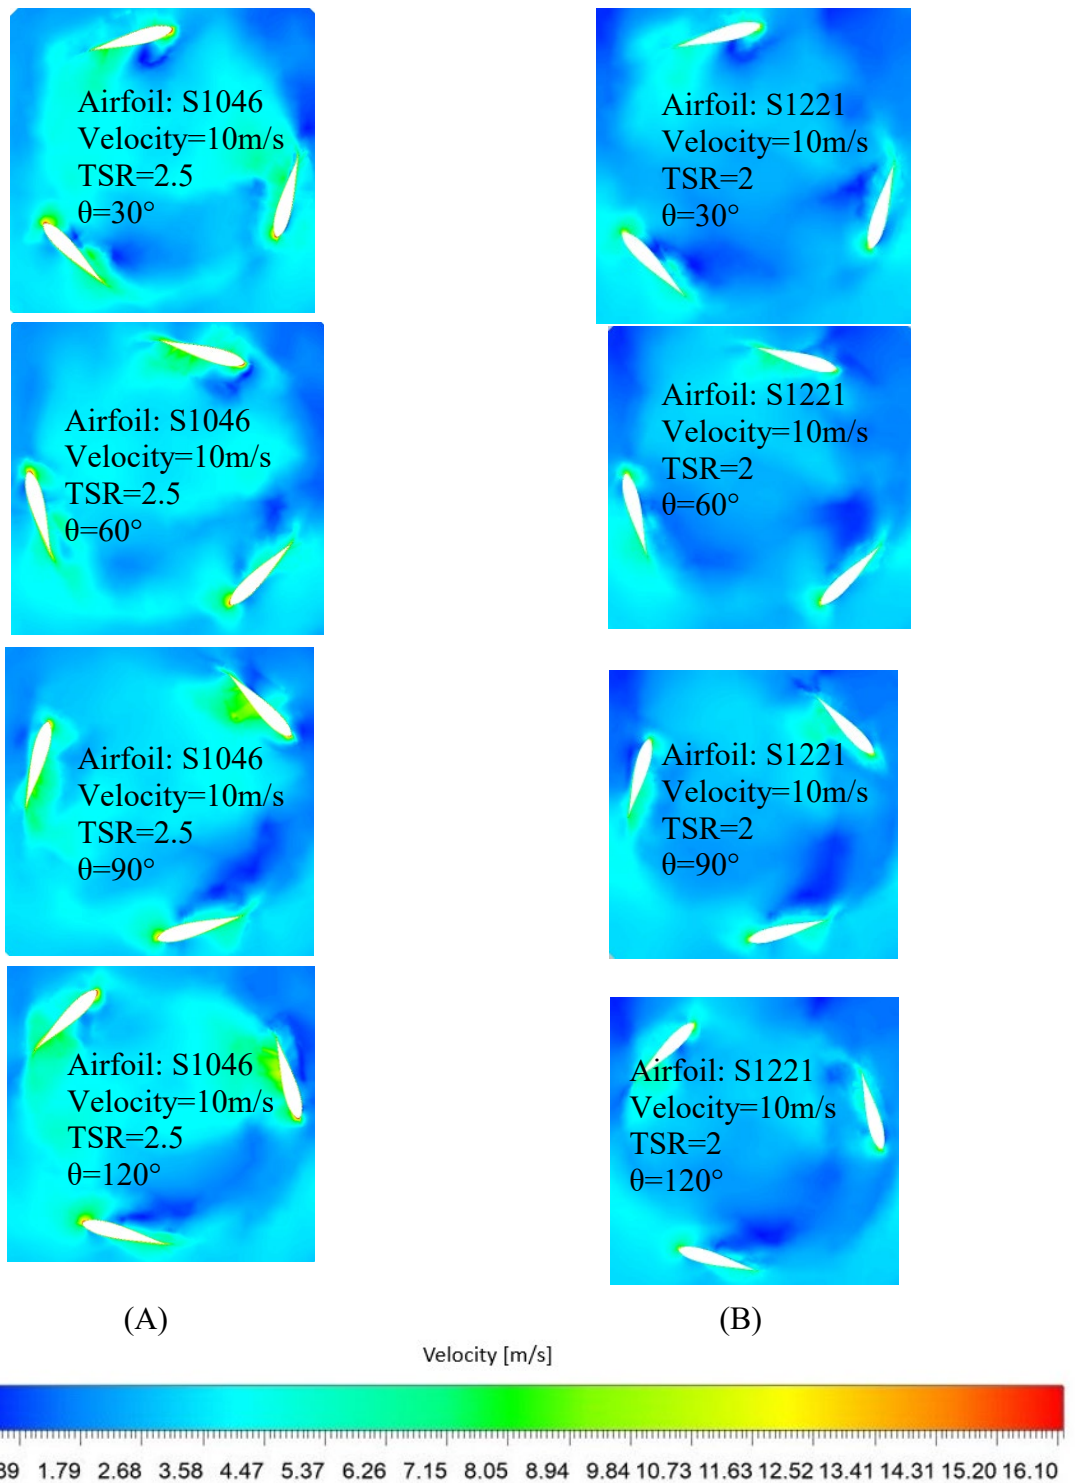 Airfoil: S1046
Velocity=10m/s
TSR=2.5
θ=30°
Airfoil: S1221
Velocity=10m/s
TSR=2
θ=30°
Airfoil: S1046
Velocity=10m/s
TSR=2.5
θ=60°
Airfoil: S1221
Velocity=10m/s
TSR=2
θ=60°
Airfoil: S1046
Velocity=10m/s
TSR=2.5
θ=90°
Airfoil: S1221
Velocity=10m/s
TSR=2
θ=90°
Airfoil: S1046
Velocity=10m/s
TSR=2.5
θ=120°
Airfoil: S1221
Velocity=10m/s
TSR=2
θ=120°
(A) (B)
Velocity [m/s]
39 1.79 2.68 3.58 4.47 5.37 6.26 7.15 8.05 8.94 9.84 10.73 11.63 12.52 13.41 14.31 15.20 16.10